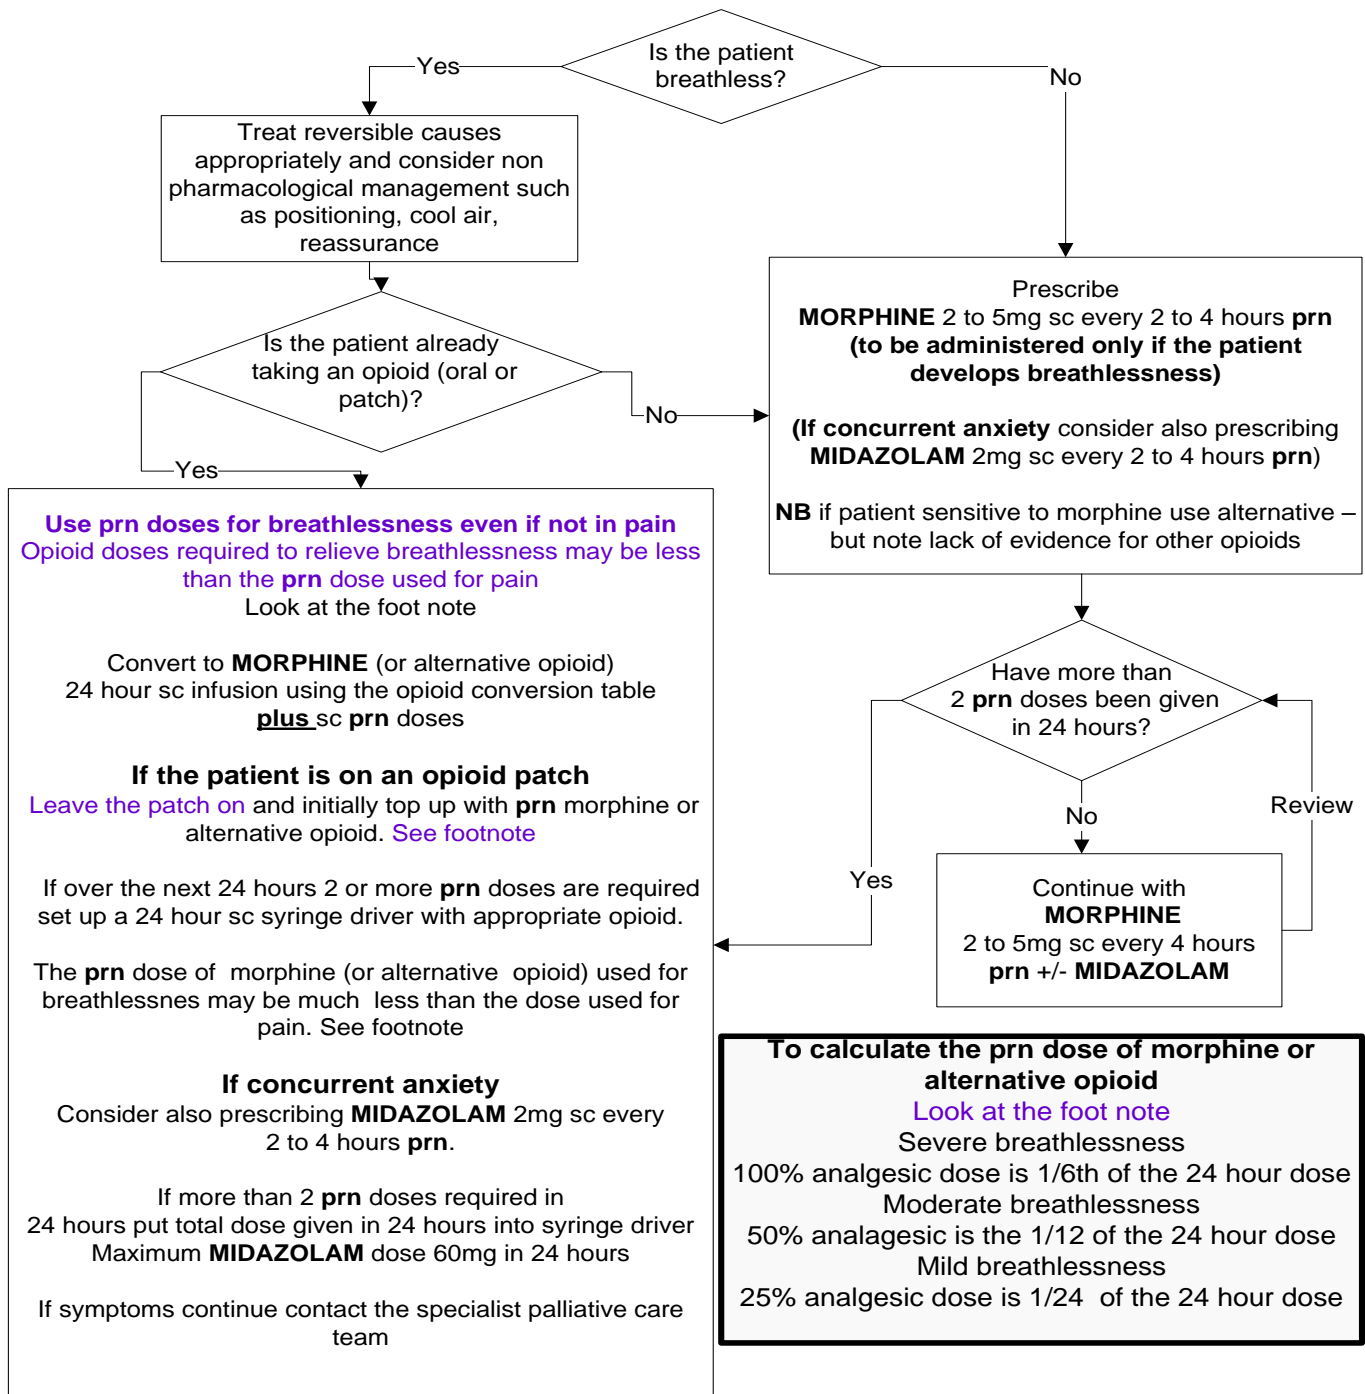 Is the patient
breathless?
Yes
No
Treat reversible causes
appropriately and consider non
pharmacological management such
as positioning, cool air,
reassurance
Is the patient already
taking an opioid (oral or
patch)?
No
Yes
Prescribe
MORPHINE 2 to 5mg sc every 2 to 4 hours prn
(to be administered only if the patient
develops breathlessness)
(If concurrent anxiety consider also prescribing
MIDAZOLAM 2mg sc every 2 to 4 hours prn)
NB if patient sensitive to morphine use alternative –
but note lack of evidence for other opioids
Use prn doses for breathlessness even if not in pain
Opioid doses required to relieve breathlessness may be less
than the prn dose used for pain
Look at the foot note
Convert to MORPHINE (or alternative opioid)
24 hour sc infusion using the opioid conversion table
plus sc prn doses
If the patient is on an opioid patch
Leave the patch on and initially top up with prn morphine or
alternative opioid. See footnote
If over the next 24 hours 2 or more prn doses are required
set up a 24 hour sc syringe driver with appropriate opioid.
The prn dose of morphine (or alternative opioid) used for
breathlessnes may be much less than the dose used for
pain. See footnote
If concurrent anxiety
Consider also prescribing MIDAZOLAM 2mg sc every
2 to 4 hours prn.
If more than 2 prn doses required in
24 hours put total dose given in 24 hours into syringe driver
Maximum MIDAZOLAM dose 60mg in 24 hours
If symptoms continue contact the specialist palliative care
team
Have more than
2 prn doses been given
in 24 hours?
No
Review
Yes
Continue with
MORPHINE
2 to 5mg sc every 4 hours
prn +/- MIDAZOLAM
To calculate the prn dose of morphine or
alternative opioid
Look at the foot note
Severe breathlessness
100% analgesic dose is 1/6th of the 24 hour dose
Moderate breathlessness
50% analagesic is the 1/12 of the 24 hour dose
Mild breathlessness
25% analgesic dose is 1/24 of the 24 hour dose